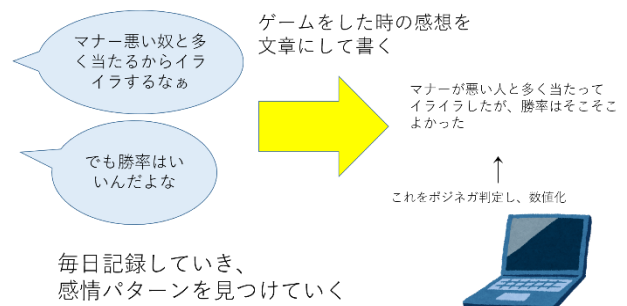 マナー悪い奴と多
く当たるからイラ
イラするなぁ
ゲームをした時の感想を
文章にして書く
でも勝率はい
いんだよな
マナーが悪い人と多く当たって
イライラしたが、勝率はそこそこ
よかった
これをポジネガ判定し、数値化
毎日記録していき、
感情パターンを見つけていく